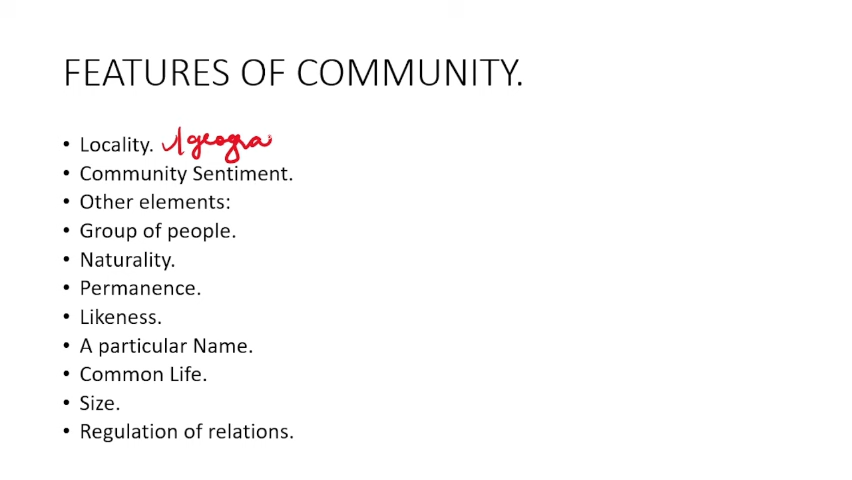 FEATURES OF COMMUNITY.
• Locality. geogra
• Community Sentiment.
• Other elements:
• Group of people.
• Naturality.
• Permanence.
• Likeness.
• A particular Name.
• Common Life.
• Size.
• Regulation of relations.